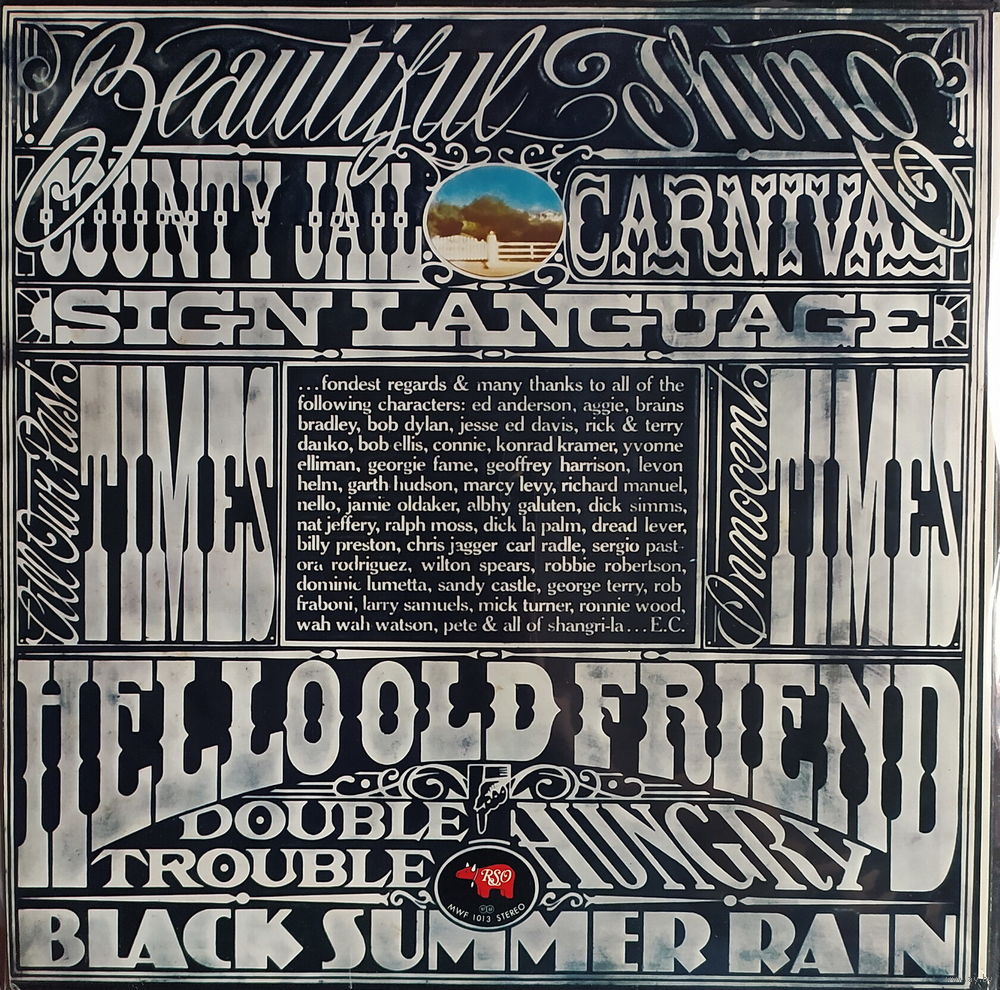 Beautiful Thing
COUNTY JAIL CARNIVAL
SIGN LANGUAGE
All Our Past TIMES
...fondest regards & many thanks to all of the
following characters: ed anderson, aggie, brains
bradley, bob dylan, jesse ed davis, rick & terry
danko, bob ellis, connie, konrad kramer, yvonne
elliman, georgie fame, geoffrey harrison, levon
helm, garth hudson, marcy levy, richard manuel,
nello, jamie oldaker, albhy galuten, dick simms,
nat jeffery, ralph moss, dick la palm, dread lever,
billy preston, chris jagger carl radle, sergio past-
ora rodriguez, wilton spears, robbie robertson,
dominic lumetta, sandy castle, george terry, rob
fraboni, larry samuels, mick turner, ronnie wood,
wah wah watson, pete & all of shangri-la...E.C.
Innocent TIMES
HELLO OLD FRIEND
DOUBLE
TROUBLE
HUNGRY
RSO
MWF 1013 STEREO
BLACK SUMMER RAIN